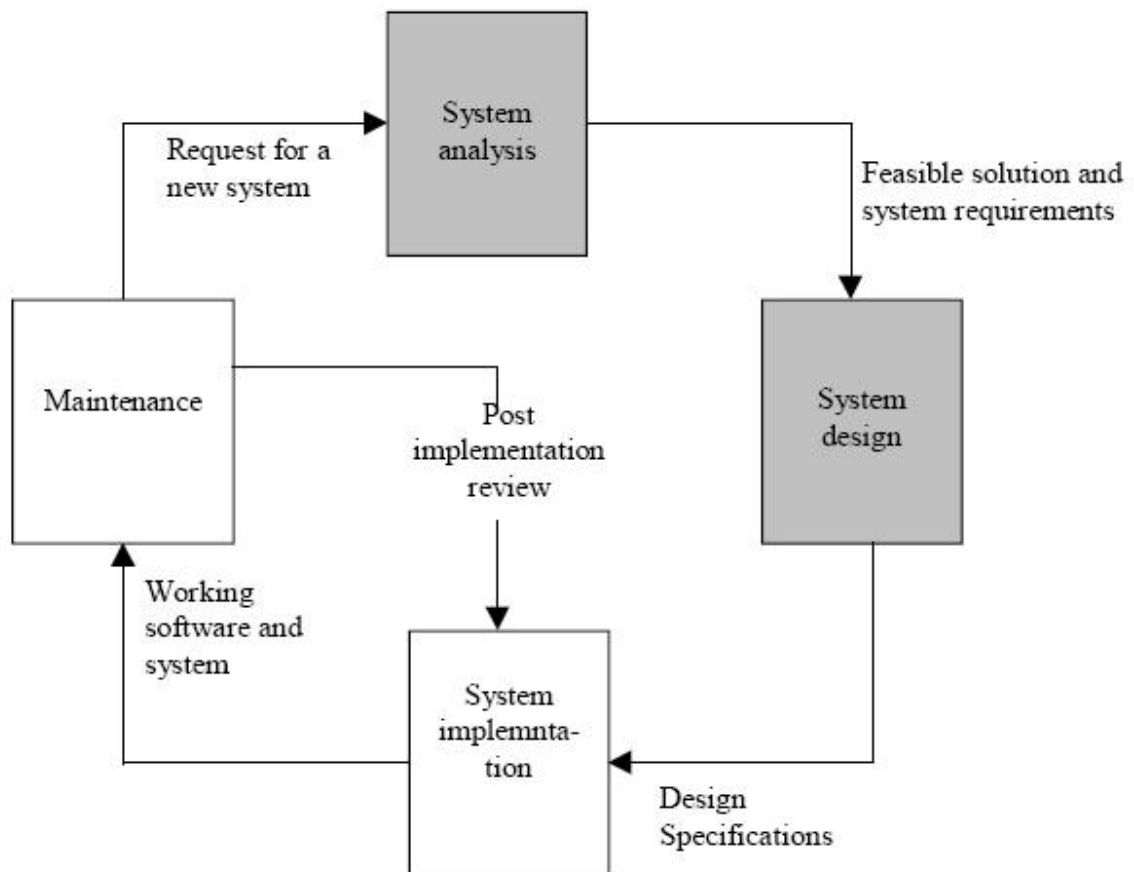 System
analysis
Request for a
new system
Feasible solution and
system requirements
Maintenance
Post
implementation
review
System
design
Working
software and
system
System
implemnta-
tion
Design
Specifications